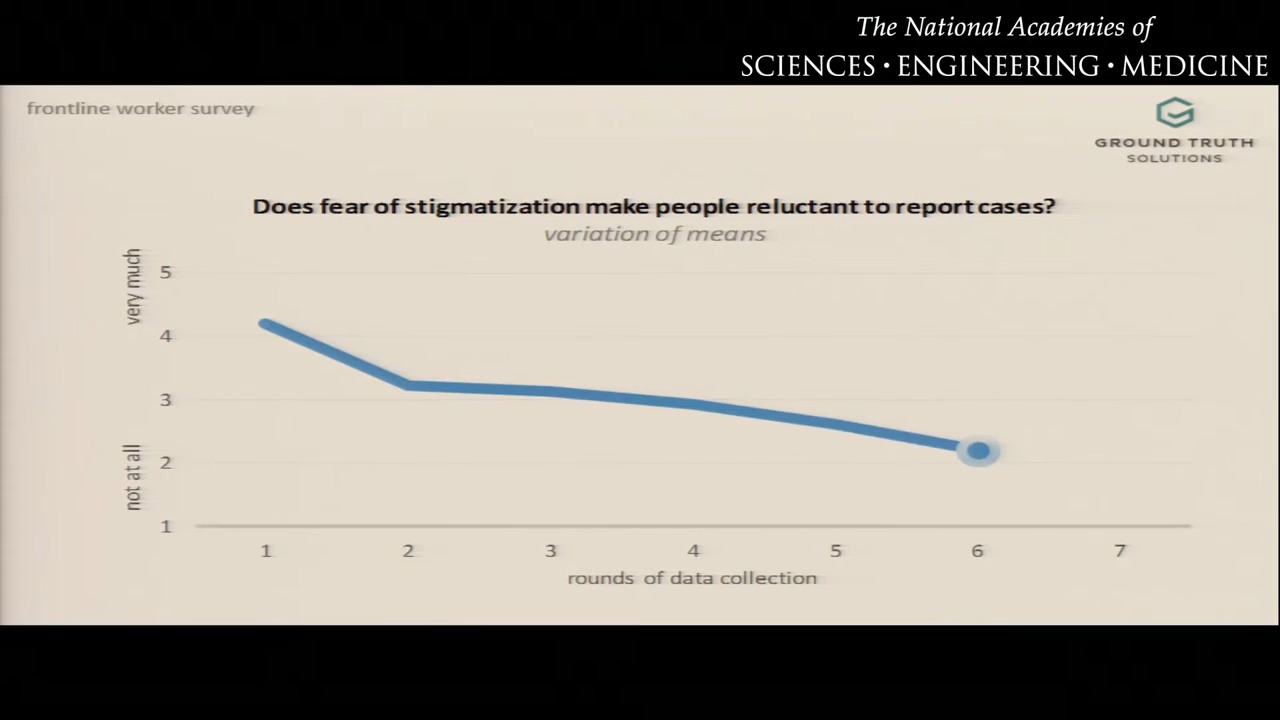 The National Academies of
SCIENCES • ENGINEERING • MEDICINE
frontline worker survey
GROUND TRUTH
SOLUTIONS
Does fear of stigmatization make people reluctant to report cases?
variation of means
very much
not at all
5
4
3
2
1
1 2 3 4 5 6 7
rounds of data collection